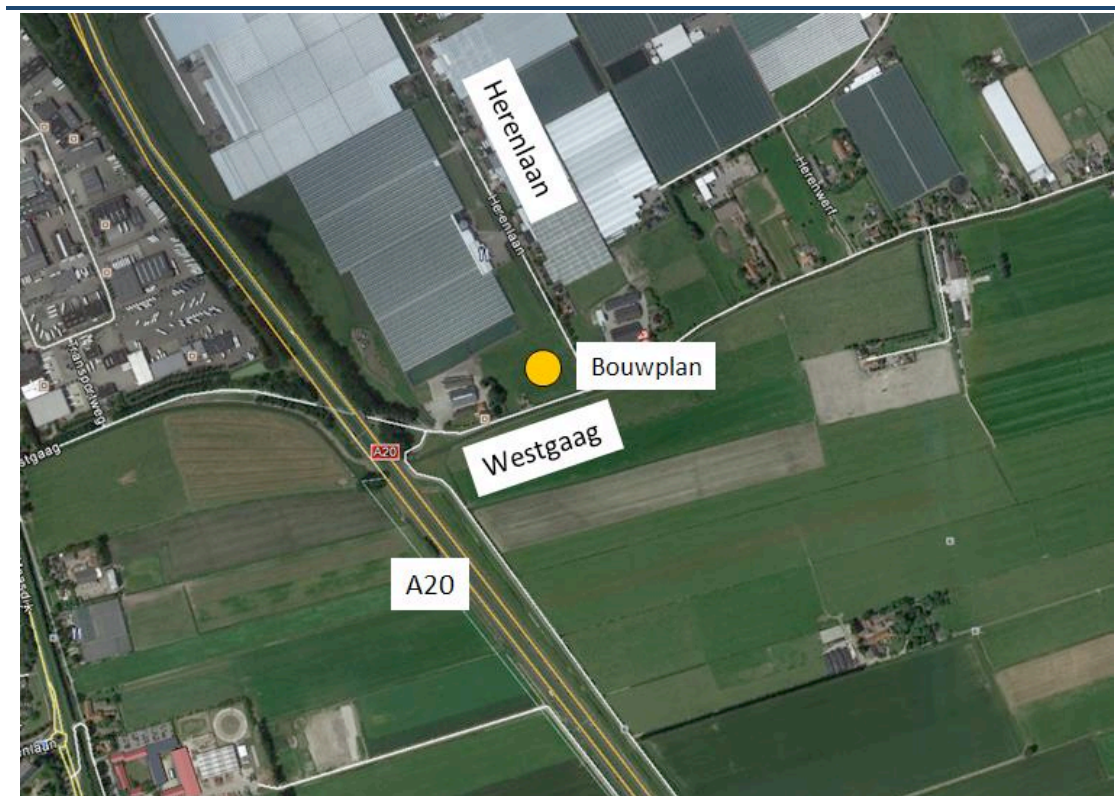 Herenlaan
Herenlaan
Herenwerf
Bouwplan
Westgaag
Transportweg
stgaag
A20
A20